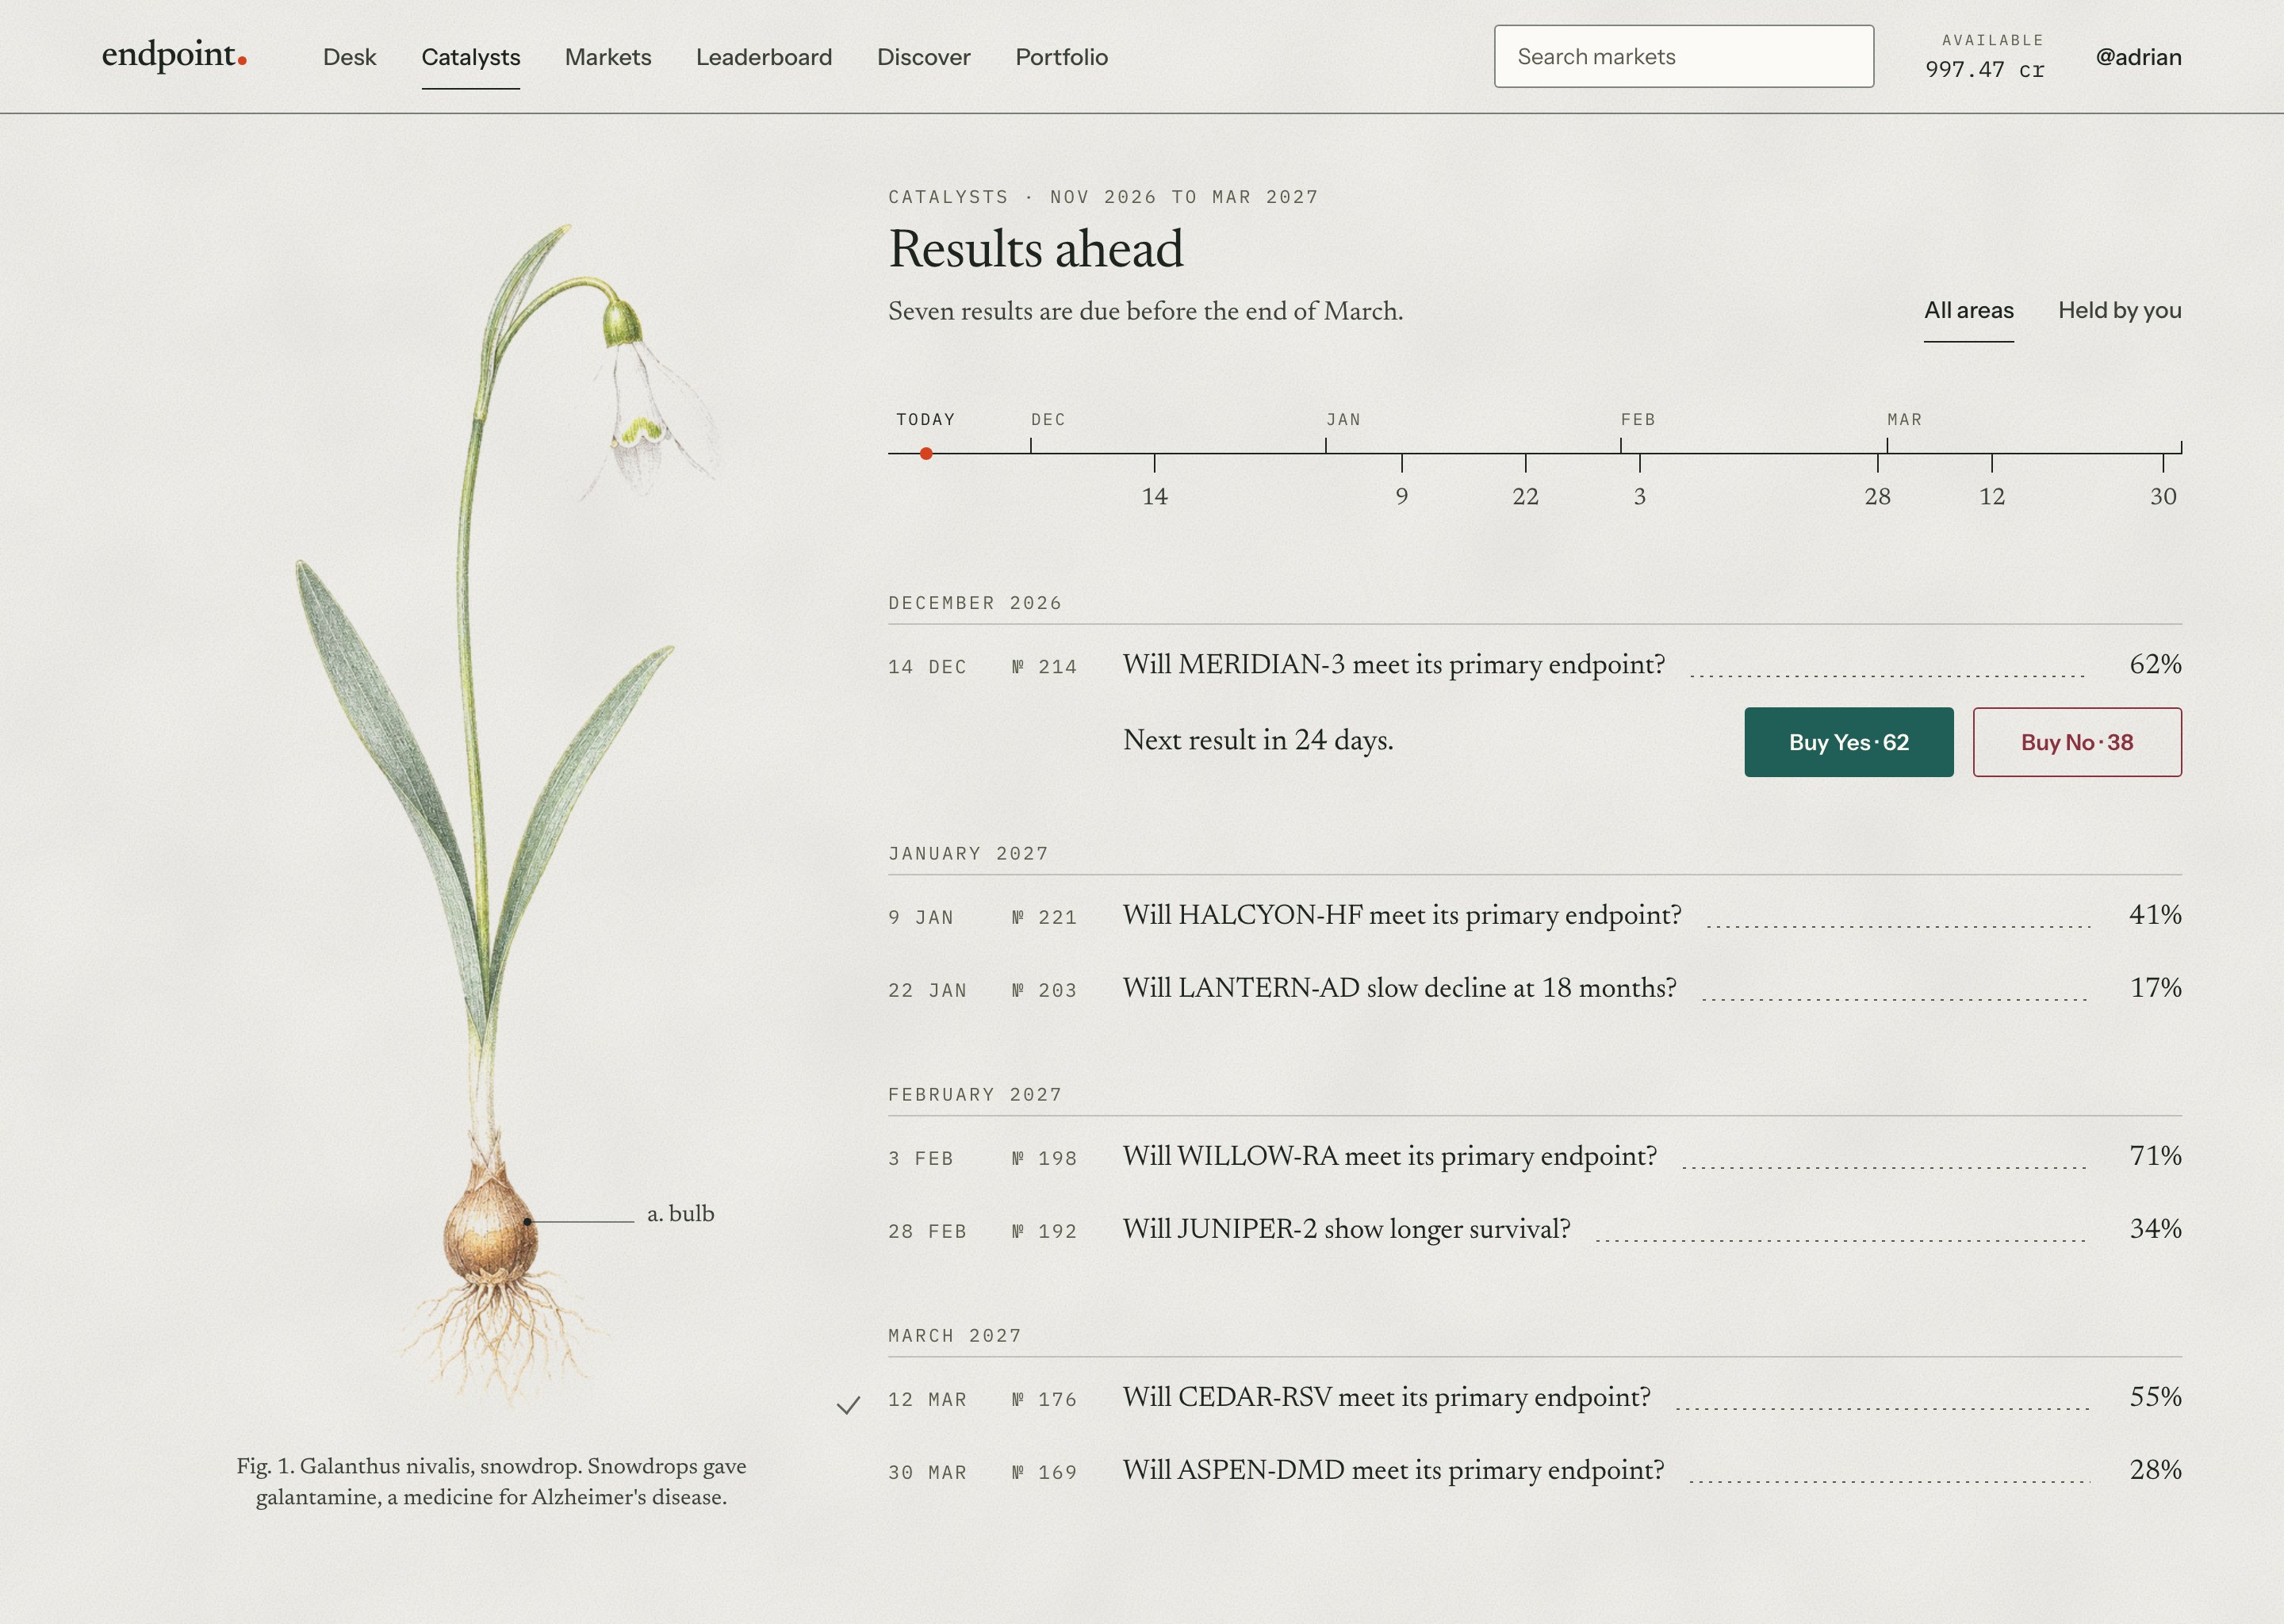 endpoint.
Desk Catalysts Markets Leaderboard Discover Portfolio
Search markets
AVAILABLE
997.47 cr
@adrian
CATALYSTS · NOV 2026 TO MAR 2027
Results ahead
Seven results are due before the end of March.
All areas Held by you
TODAY DEC JAN FEB MAR
14 9 22 3 28 12 30
DECEMBER 2026
14 DEC № 214 Will MERIDIAN-3 meet its primary endpoint? 62%
Next result in 24 days.
Buy Yes · 62 Buy No · 38
JANUARY 2027
9 JAN № 221 Will HALCYON-HF meet its primary endpoint? 41%
22 JAN № 203 Will LANTERN-AD slow decline at 18 months? 17%
FEBRUARY 2027
3 FEB № 198 Will WILLOW-RA meet its primary endpoint? 71%
28 FEB № 192 Will JUNIPER-2 show longer survival? 34%
MARCH 2027
12 MAR № 176 Will CEDAR-RSV meet its primary endpoint? 55%
30 MAR № 169 Will ASPEN-DMD meet its primary endpoint? 28%
a. bulb
Fig. 1. Galanthus nivalis, snowdrop. Snowdrops gave
galantamine, a medicine for Alzheimer's disease.